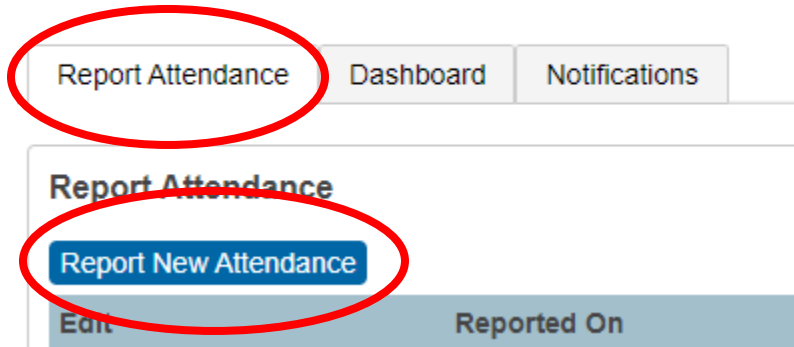 Report Attendance Dashboard Notifications
Report Attendance
Report New Attendance
Edit Reported On